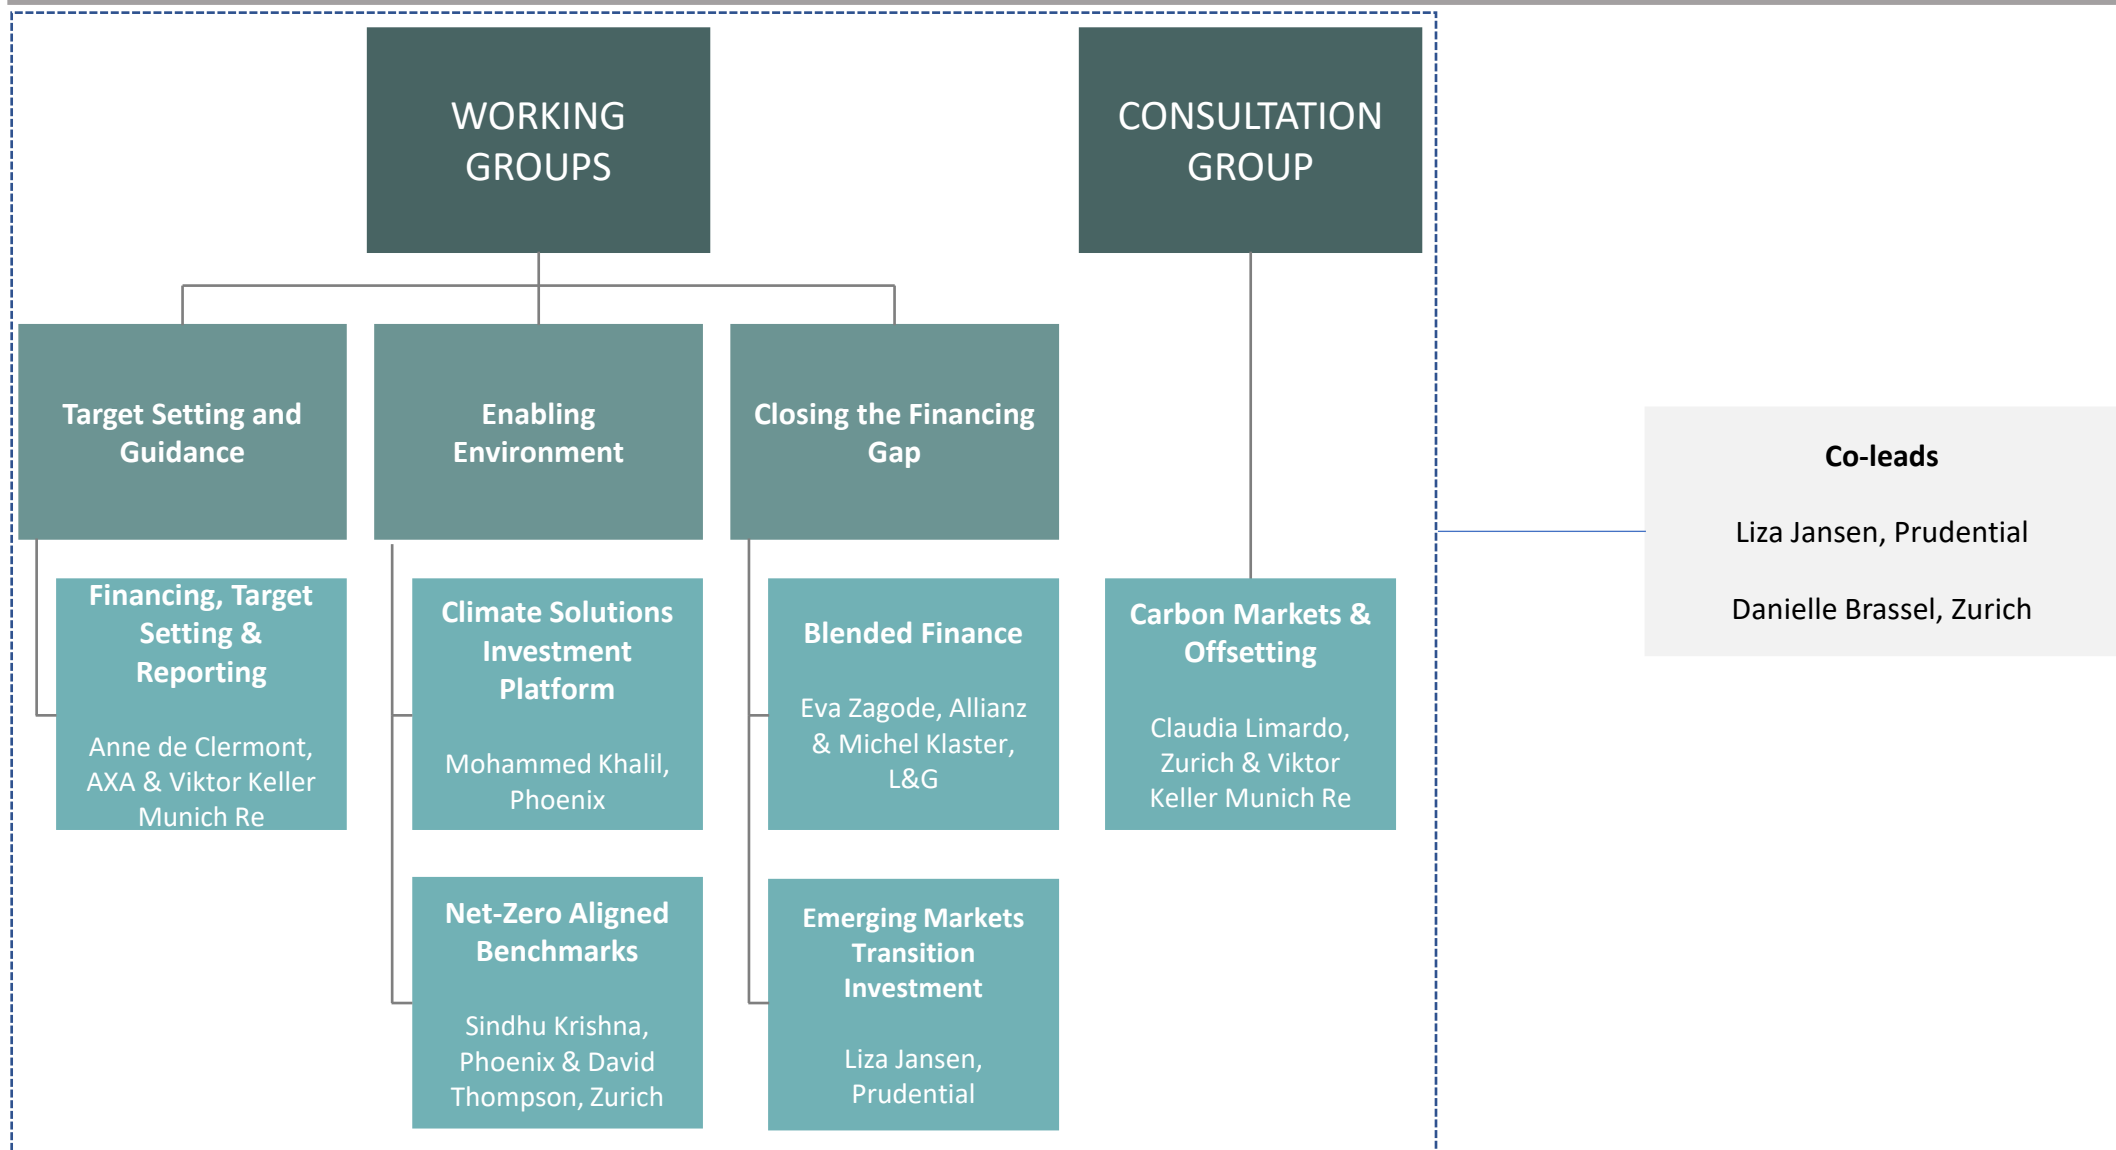 WORKING
GROUPS
CONSULTATION
GROUP
Target Setting and
Guidance
Enabling
Environment
Closing the Financing
Gap
Financing, Target
Setting &
Reporting
Anne de Clermont,
AXA & Viktor Keller
Munich Re
Climate Solutions
Investment
Platform
Mohammed Khalil,
Phoenix
Blended Finance
Eva Zagode, Allianz
& Michel Klaster,
L&G
Carbon Markets &
Offsetting
Claudia Limardo,
Zurich & Viktor
Keller Munich Re
Net-Zero Aligned
Benchmarks
Sindhu Krishna,
Phoenix & David
Thompson, Zurich
Emerging Markets
Transition
Investment
Liza Jansen,
Prudential
Co-leads
Liza Jansen, Prudential
Danielle Brassel, Zurich